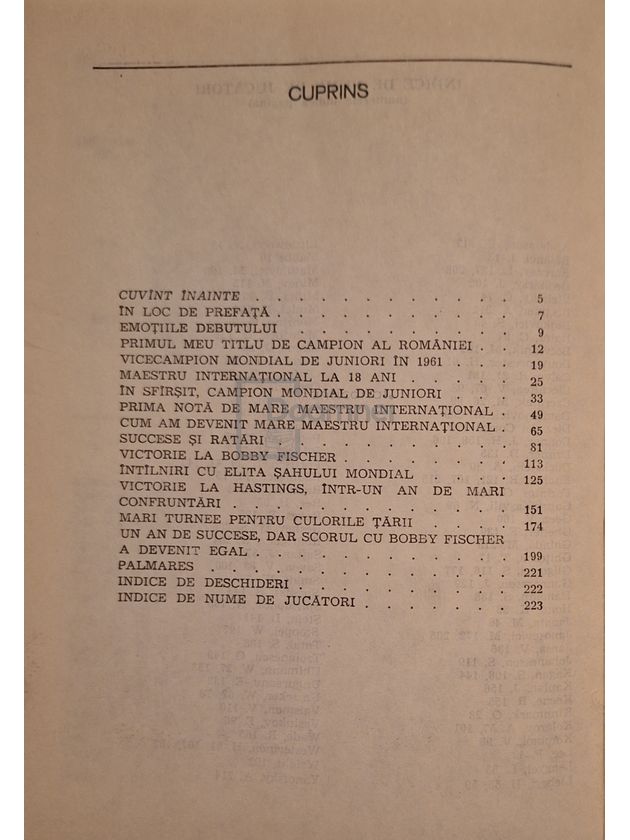 CUPRINS
CUVÎNT ÎNAINTE . . . . . . . . . 5
ÎN LOC DE PREFAȚĂ . . . . . . . . 7
EMOȚIILE DEBUTULUI . . . . . . . . 9
PRIMUL MEU TITLU DE CAMPION AL ROMÂNIEI . . 12
VICECAMPION MONDIAL DE JUNIORI ÎN 1961 . . . 19
MAESTRU INTERNAȚIONAL LA 18 ANI . . . . . 25
ÎN SFÎRȘIT, CAMPION MONDIAL DE JUNIORI . . . 33
PRIMA NOTĂ DE MARE MAESTRU INTERNAȚIONAL . 49
CUM AM DEVENIT MARE MAESTRU INTERNAȚIONAL . 65
SUCCESE ȘI RATĂRI . . . . . . . . 81
VICTORIE LA BOBBY FISCHER . . . . . . 113
ÎNTÎLNIRI CU ELITA ȘAHULUI MONDIAL . . . . 125
VICTORIE LA HASTINGS, ÎNTR-UN AN DE MARI
CONFRUNTĂRI . . . . . . . . . . 151
MARI TURNEE PENTRU CULORILE ȚĂRII . . . . 174
UN AN DE SUCCESE, DAR SCORUL CU BOBBY FISCHER
A DEVENIT EGAL . . . . . . . . . 199
PALMARES . . . . . . . . . . . 221
INDICE DE DESCHIDERI . . . . . . . . 222
INDICE DE NUME DE JUCĂTORI . . . . . . 223